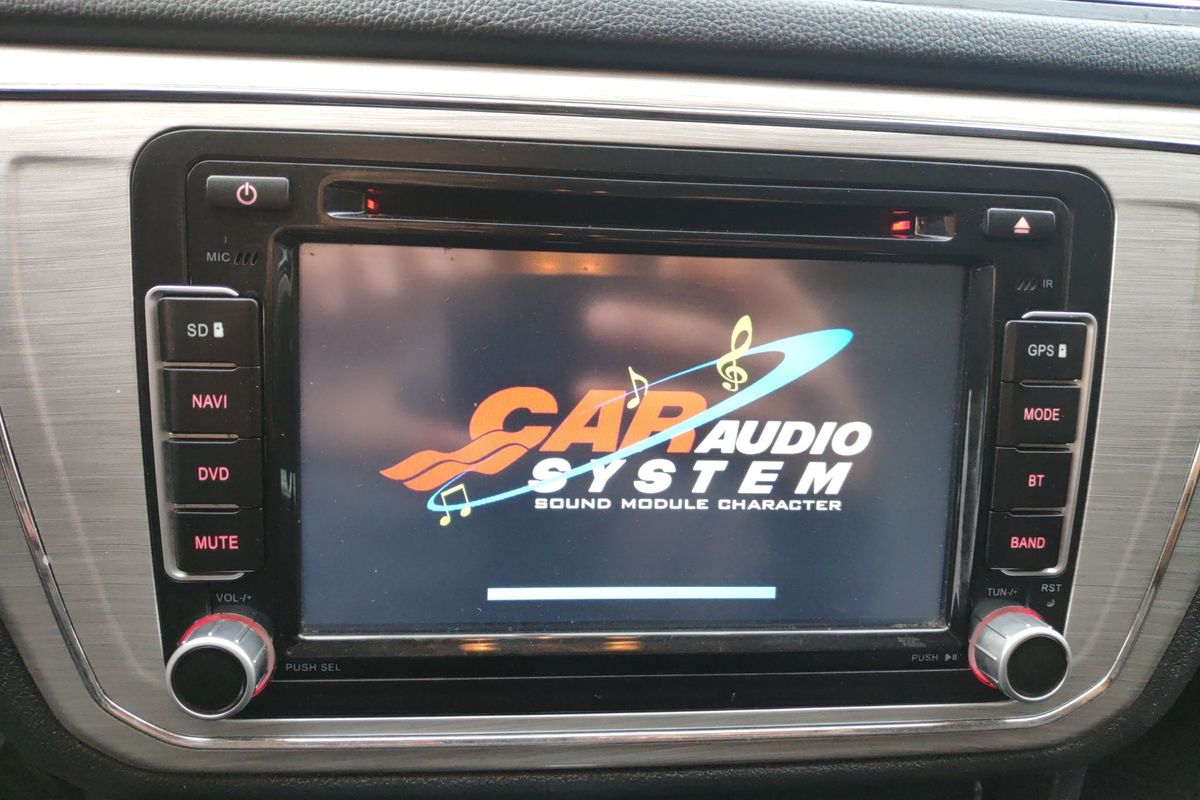 MIC
IR
SD
NAVI
DVD
MUTE
VOL-/+
PUSH SEL
CAR AUDIO
SYSTEM
SOUND MODULE CHARACTER
GPS
MODE
BT
BAND
TUN-/+
RST
PUSH